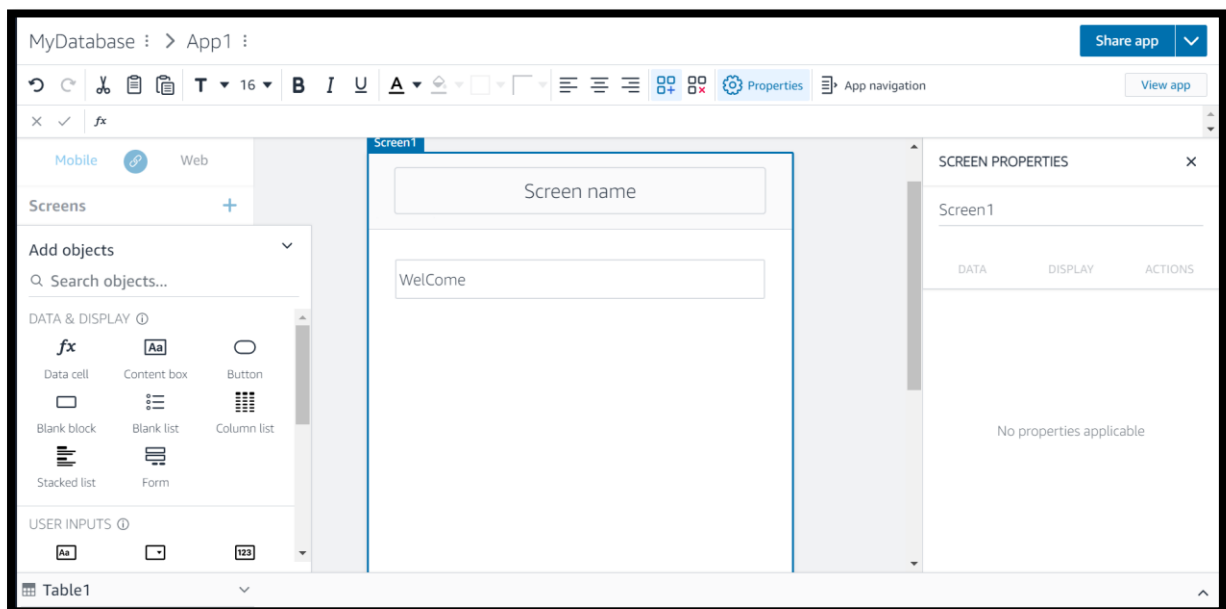 MyDatabase > App1
Share app
T 16 B I U A Properties App navigation
View app
fx
Mobile Web
Screens +
Add objects
Search objects...
DATA & DISPLAY
fx Aa
Data cell Content box Button
Blank block Blank list Column list
Stacked list Form
USER INPUTS
Aa 123
Table1
Screen1
Screen name
WelCome
SCREEN PROPERTIES
Screen1
DATA DISPLAY ACTIONS
No properties applicable